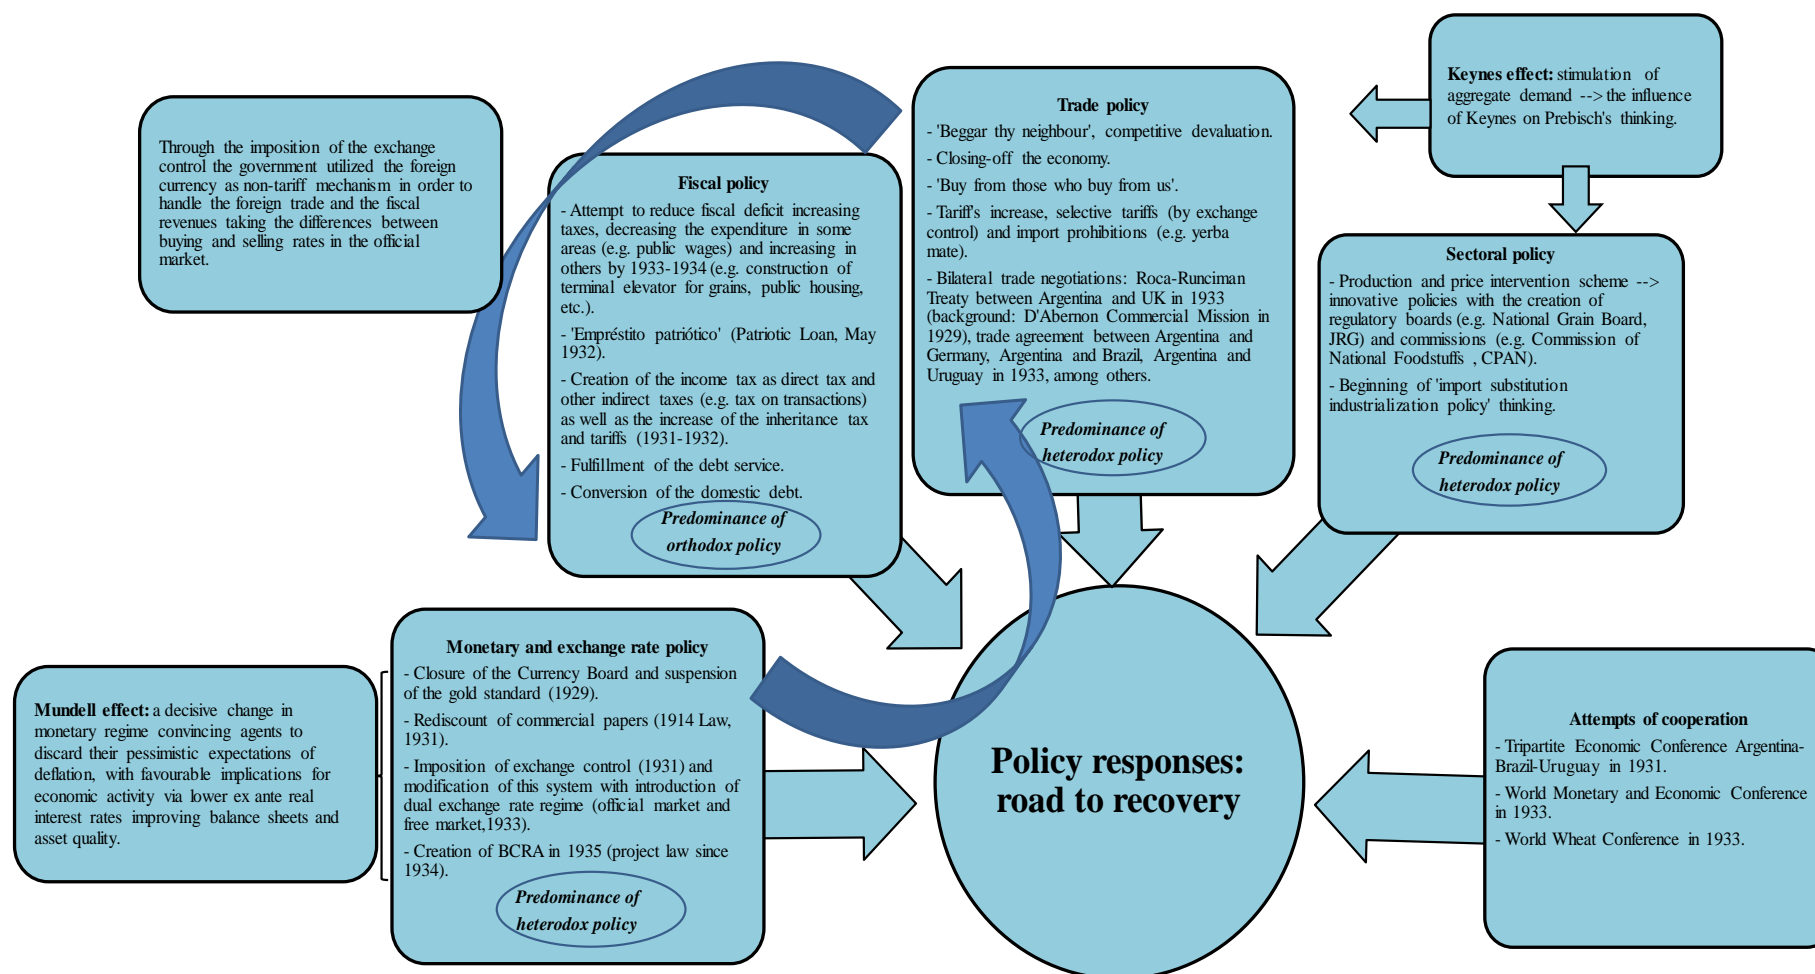 Through the imposition of the exchange
control the government utilized the foreign
currency as non-tariff mechanism in order to
handle the foreign trade and the fiscal
revenues taking the differences between
buying and selling rates in the official
market.
Fiscal policy
- Attempt to reduce fiscal deficit increasing
taxes, decreasing the expenditure in some
areas (e.g. public wages) and increasing in
others by 1933-1934 (e.g. construction of
terminal elevator for grains, public housing,
etc.).
- 'Empréstito patriótico' (Patriotic Loan, May
1932).
- Creation of the income tax as direct tax and
other indirect taxes (e.g. tax on transactions)
as well as the increase of the inheritance tax
and tariffs (1931-1932).
- Fulfillment of the debt service.
- Conversion of the domestic debt.
Predominance of
orthodox policy
Trade policy
- 'Beggar thy neighbour', competitive devaluation.
- Closing-off the economy.
- 'Buy from those who buy from us'.
- Tariff's increase, selective tariffs (by exchange
control) and import prohibitions (e.g. yerba
mate).
- Bilateral trade negotiations: Roca-Runciman
Treaty between Argentina and UK in 1933
(background: D'Abernon Commercial Mission in
1929), trade agreement between Argentina and
Germany, Argentina and Brazil, Argentina and
Uruguay in 1933, among others.
Predominance of
heterodox policy
Keynes effect: stimulation of
aggregate demand --> the influence
of Keynes on Prebisch's thinking.
Sectoral policy
- Production and price intervention scheme -->
innovative policies with the creation of
regulatory boards (e.g. National Grain Board,
JRG) and commissions (e.g. Commission of
National Foodstuffs , CPAN).
- Beginning of 'import substitution
industrialization policy' thinking.
Predominance of
heterodox policy
Mundell effect: a decisive change in
monetary regime convincing agents to
discard their pessimistic expectations of
deflation, with favourable implications for
economic activity via lower ex ante real
interest rates improving balance sheets and
asset quality.
Monetary and exchange rate policy
- Closure of the Currency Board and suspension
of the gold standard (1929).
- Rediscount of commercial papers (1914 Law,
1931).
- Imposition of exchange control (1931) and
modification of this system with introduction of
dual exchange rate regime (official market and
free market,1933).
- Creation of BCRA in 1935 (project law since
1934).
Predominance of
heterodox policy
Policy responses:
road to recovery
Attempts of cooperation
- Tripartite Economic Conference Argentina-
Brazil-Uruguay in 1931.
- World Monetary and Economic Conference
in 1933.
- World Wheat Conference in 1933.